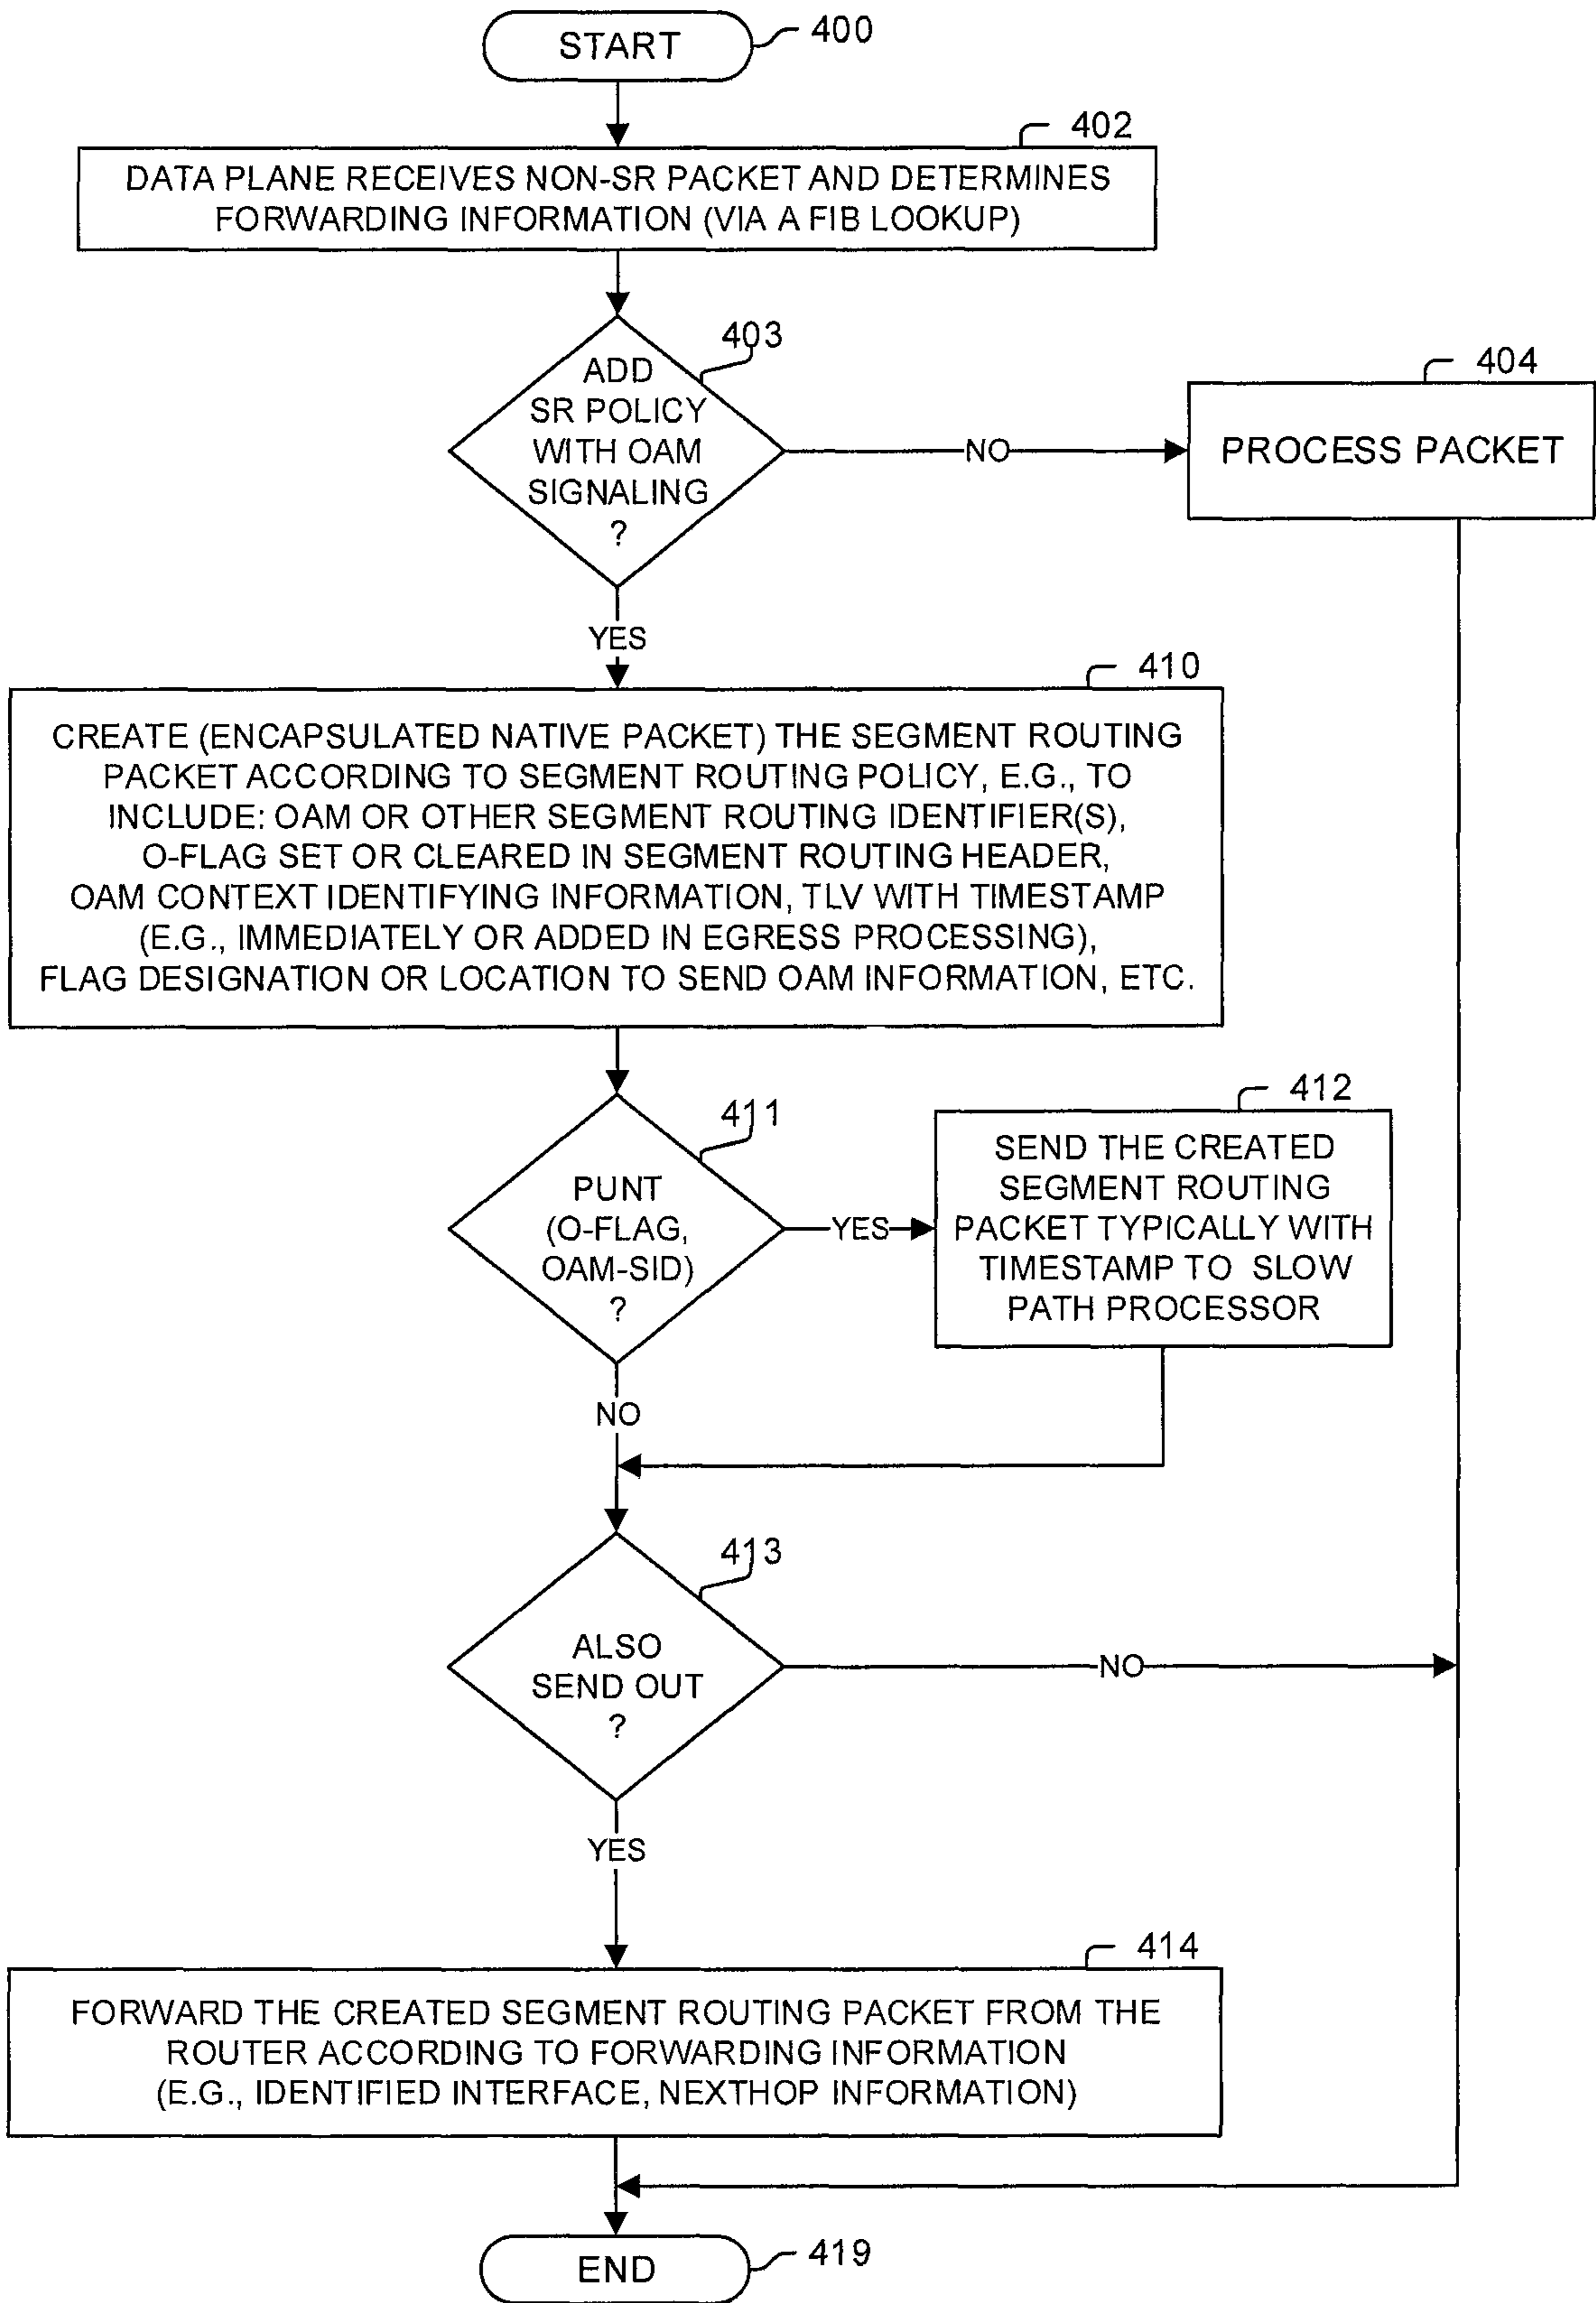 START
400
402
DATA PLANE RECEIVES NON-SR PACKET AND DETERMINES
FORWARDING INFORMATION (VIA A FIB LOOKUP)
403
ADD
SR POLICY
WITH OAM
SIGNALING
?
NO
404
PROCESS PACKET
YES
410
CREATE (ENCAPSULATED NATIVE PACKET) THE SEGMENT ROUTING
PACKET ACCORDING TO SEGMENT ROUTING POLICY, E.G., TO
INCLUDE: OAM OR OTHER SEGMENT ROUTING IDENTIFIER(S),
O-FLAG SET OR CLEARED IN SEGMENT ROUTING HEADER,
OAM CONTEXT IDENTIFYING INFORMATION, TLV WITH TIMESTAMP
(E.G., IMMEDIATELY OR ADDED IN EGRESS PROCESSING),
FLAG DESIGNATION OR LOCATION TO SEND OAM INFORMATION, ETC.
411
PUNT
(O-FLAG,
OAM-SID)
?
YES
412
SEND THE CREATED
SEGMENT ROUTING
PACKET TYPICALLY WITH
TIMESTAMP TO SLOW
PATH PROCESSOR
NO
413
ALSO
SEND OUT
?
NO
YES
414
FORWARD THE CREATED SEGMENT ROUTING PACKET FROM THE
ROUTER ACCORDING TO FORWARDING INFORMATION
(E.G., IDENTIFIED INTERFACE, NEXTHOP INFORMATION)
END
419